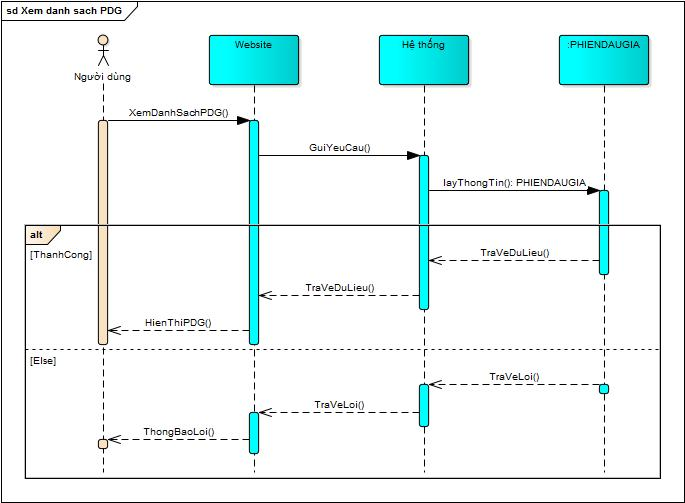 sd Xem danh sach PDG
Người dùng
Website
Hệ thống
:PHIENDAUGIA
XemDanhSachPDG()
GuiYeuCau()
layThongTin(): PHIENDAUGIA
alt
[ThanhCong]
TraVeDuLieu()
TraVeDuLieu()
HienThiPDG()
[Else]
TraVeLoi()
TraVeLoi()
ThongBaoLoi()